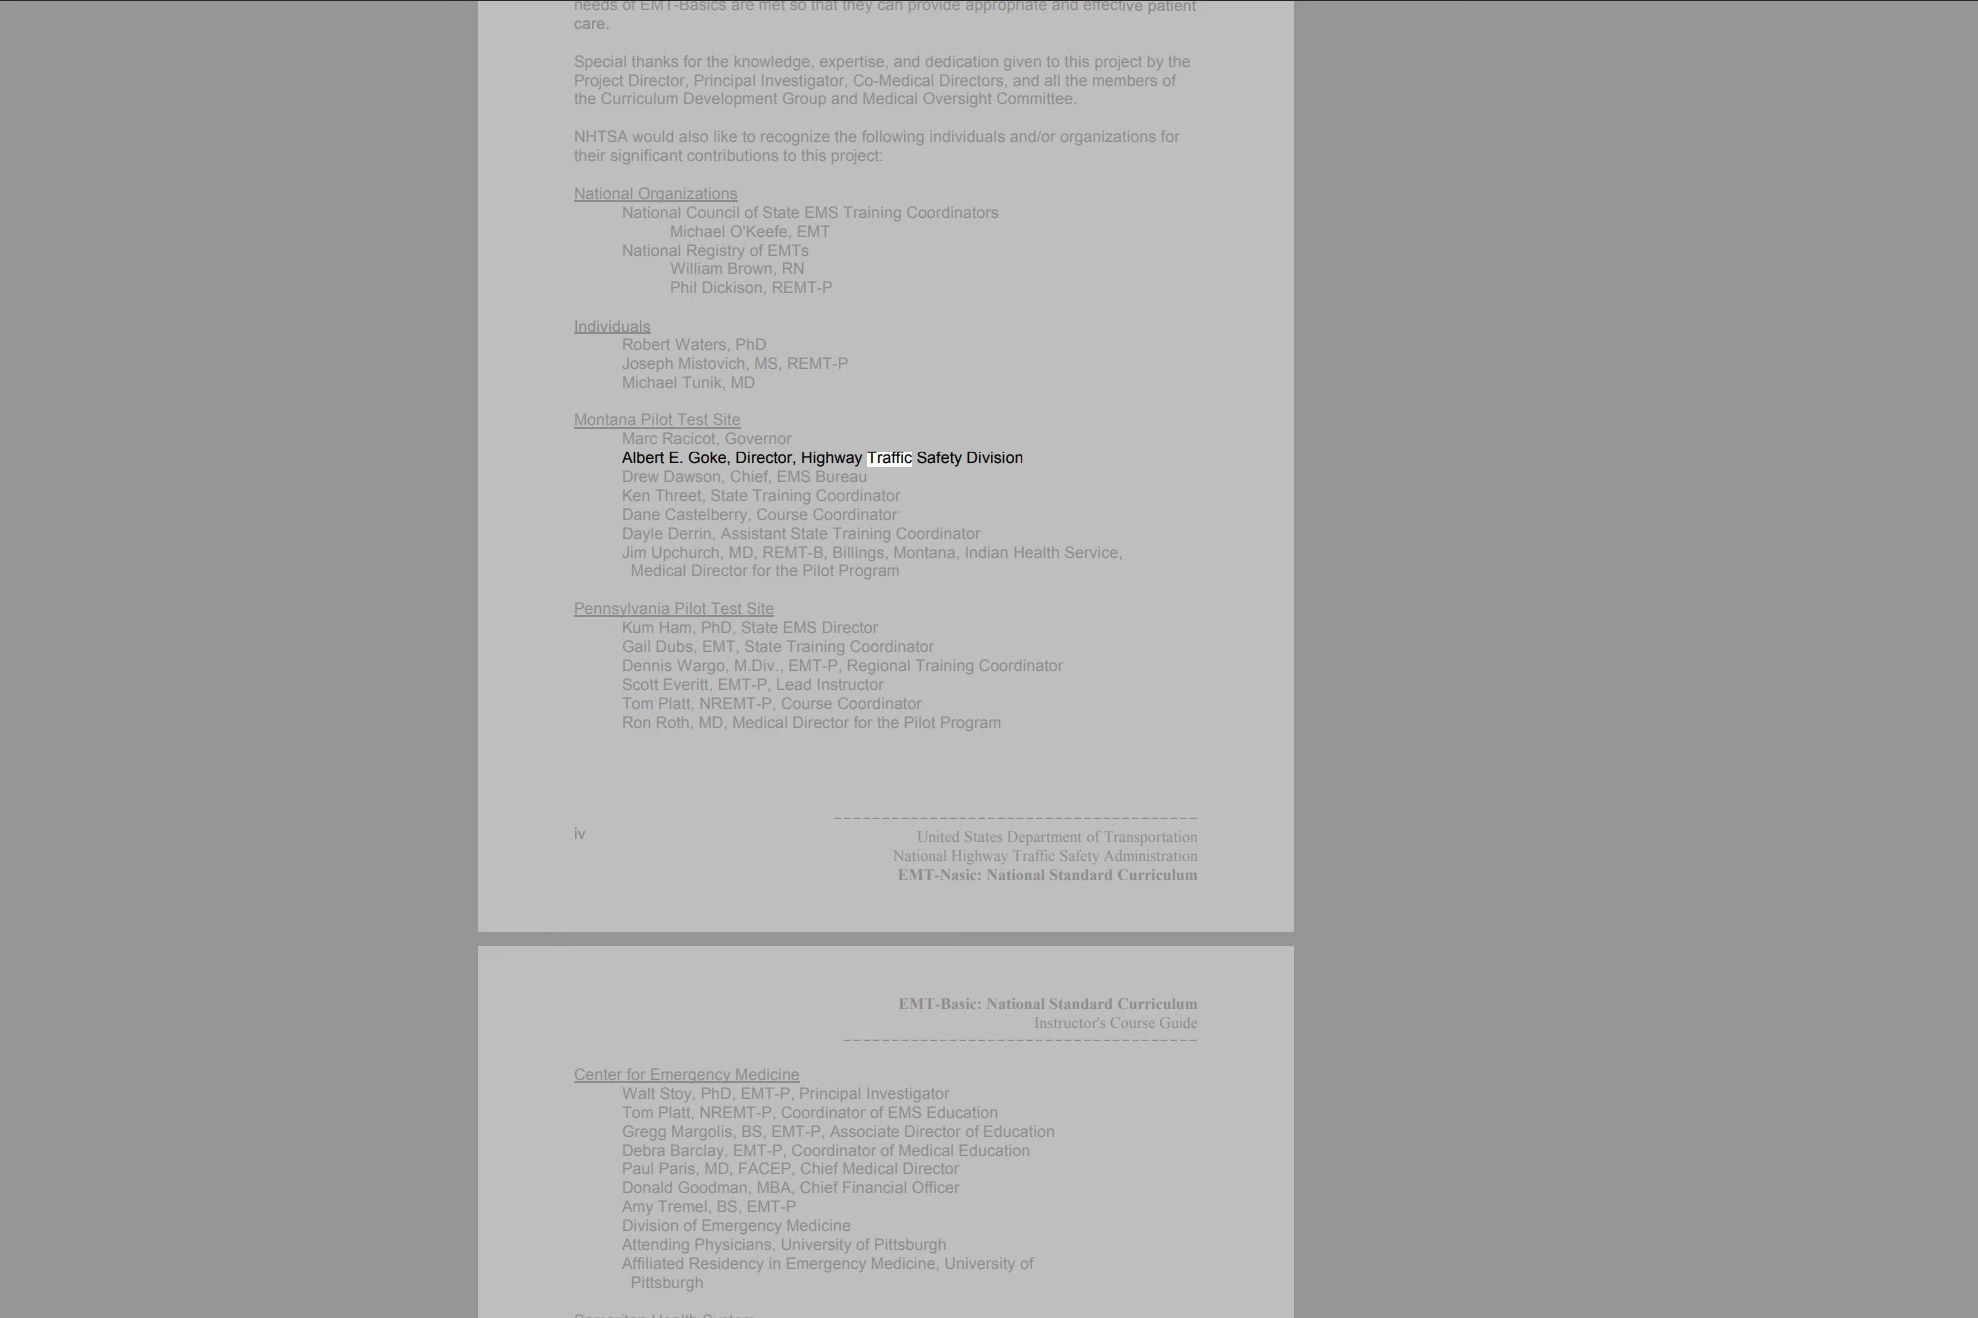 needs of EMT-Basics are met so that they can provide appropriate and effective patient
care.
Special thanks for the knowledge, expertise, and dedication given to this project by the
Project Director, Principal Investigator, Co-Medical Directors, and all the members of
the Curriculum Development Group and Medical Oversight Committee.
NHTSA would also like to recognize the following individuals and/or organizations for
their significant contributions to this project:
National Organizations
National Council of State EMS Training Coordinators
Michael O'Keefe, EMT
National Registry of EMTs
William Brown, RN
Phil Dickison, REMT-P
Individuals
Robert Waters, PhD
Joseph Mistovich, MS, REMT-P
Michael Tunik, MD
Montana Pilot Test Site
Marc Racicot, Governor
Albert E. Goke, Director, Highway Traffic Safety Division
Drew Dawson, Chief, EMS Bureau
Ken Threet, State Training Coordinator
Dane Castelberry, Course Coordinator
Dayle Derrin, Assistant State Training Coordinator
Jim Upchurch, MD, REMT-B, Billings, Montana, Indian Health Service,
Medical Director for the Pilot Program
Pennsylvania Pilot Test Site
Kum Ham, PhD, State EMS Director
Gail Dubs, EMT, State Training Coordinator
Dennis Wargo, M.Div., EMT-P, Regional Training Coordinator
Scott Everitt, EMT-P, Lead Instructor
Tom Platt, NREMT-P, Course Coordinator
Ron Roth, MD, Medical Director for the Pilot Program
iv
United States Department of Transportation
National Highway Traffic Safety Administration
EMT-Nasic: National Standard Curriculum
EMT-Basic: National Standard Curriculum
Instructor's Course Guide
Center for Emergency Medicine
Walt Stoy, PhD, EMT-P, Principal Investigator
Tom Platt, NREMT-P, Coordinator of EMS Education
Gregg Margolis, BS, EMT-P, Associate Director of Education
Debra Barclay, EMT-P, Coordinator of Medical Education
Paul Paris, MD, FACEP, Chief Medical Director
Donald Goodman, MBA, Chief Financial Officer
Amy Tremel, BS, EMT-P
Division of Emergency Medicine
Attending Physicians, University of Pittsburgh
Affiliated Residency in Emergency Medicine, University of
Pittsburgh
Samaritan Health System